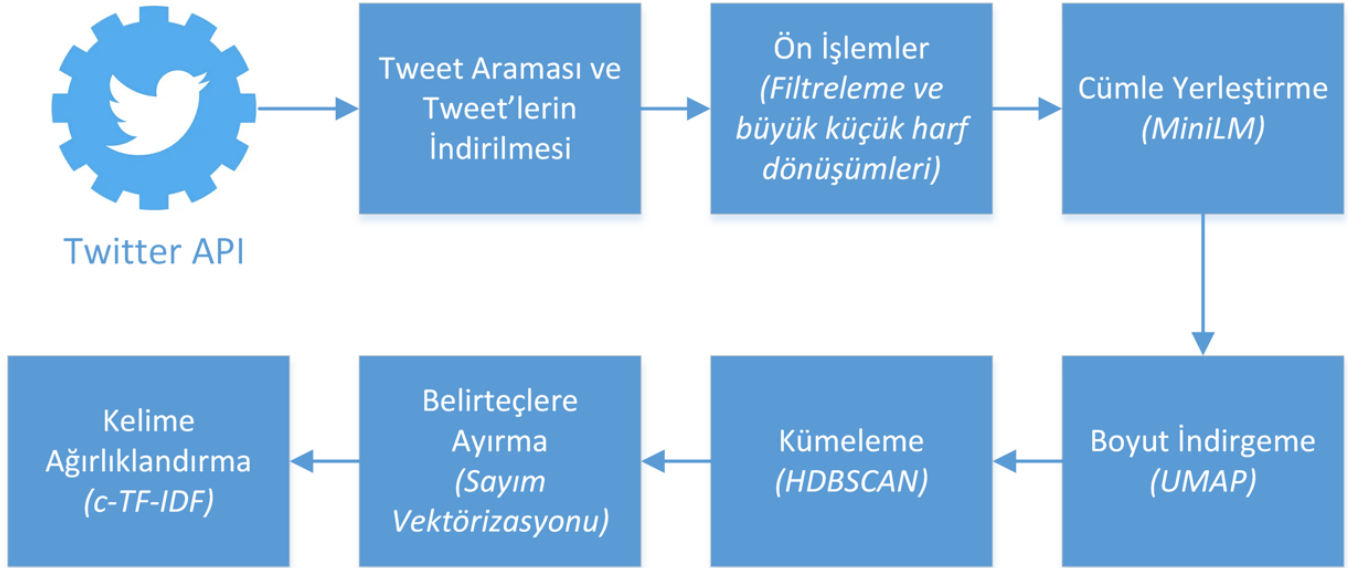 Twitter API
Tweet Araması ve
Tweet’lerin
İndirilmesi
Ön İşlemler
(Filtreleme ve
büyük küçük harf
dönüşümleri)
Cümle Yerleştirme
(MiniLM)
Boyut İndirgeme
(UMAP)
Kümeleme
(HDBSCAN)
Belirteçlere
Ayırma
(Sayım
Vektörizasyonu)
Kelime
Ağırlıklandırma
(c-TF-IDF)